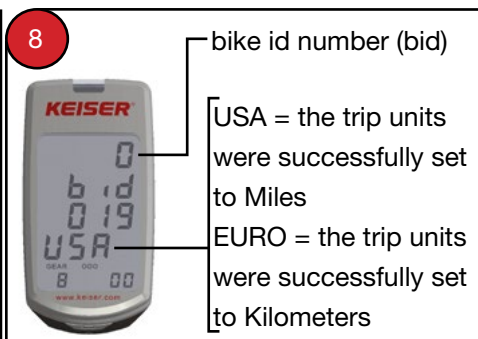 8
bike id number (bid)
KEISER
0
bid
019
USA
GEAR ODO
8 00
www.keiser.com
USA = the trip units
were successfully set
to Miles
EURO = the trip units
were successfully set
to Kilometers